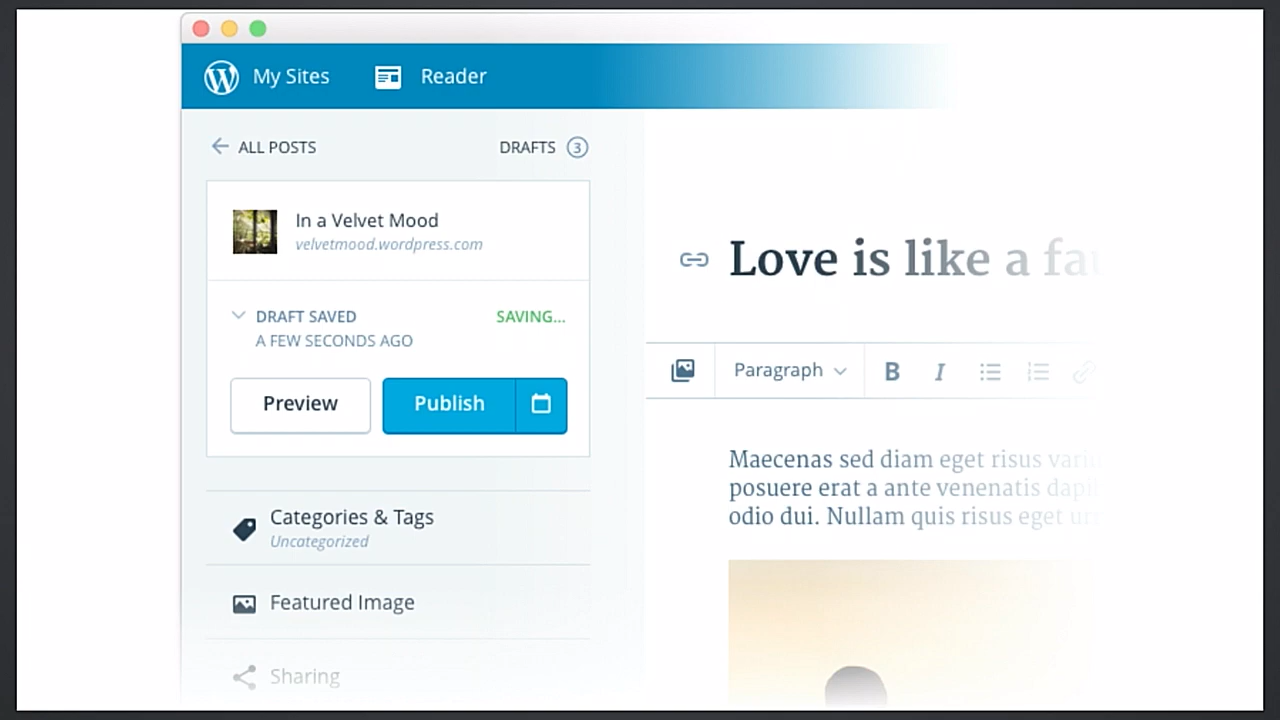 My Sites
Reader
ALL POSTS
DRAFTS 3
In a Velvet Mood
velvetmood.wordpress.com
DRAFT SAVED
SAVING...
A FEW SECONDS AGO
Preview
Publish
Categories & Tags
Uncategorized
Featured Image
Sharing
Love is like a
Paragraph
B I
Maecenas sed diam eget risus
posuere erat a ante venenatis
odio dui. Nullam quis risus eget